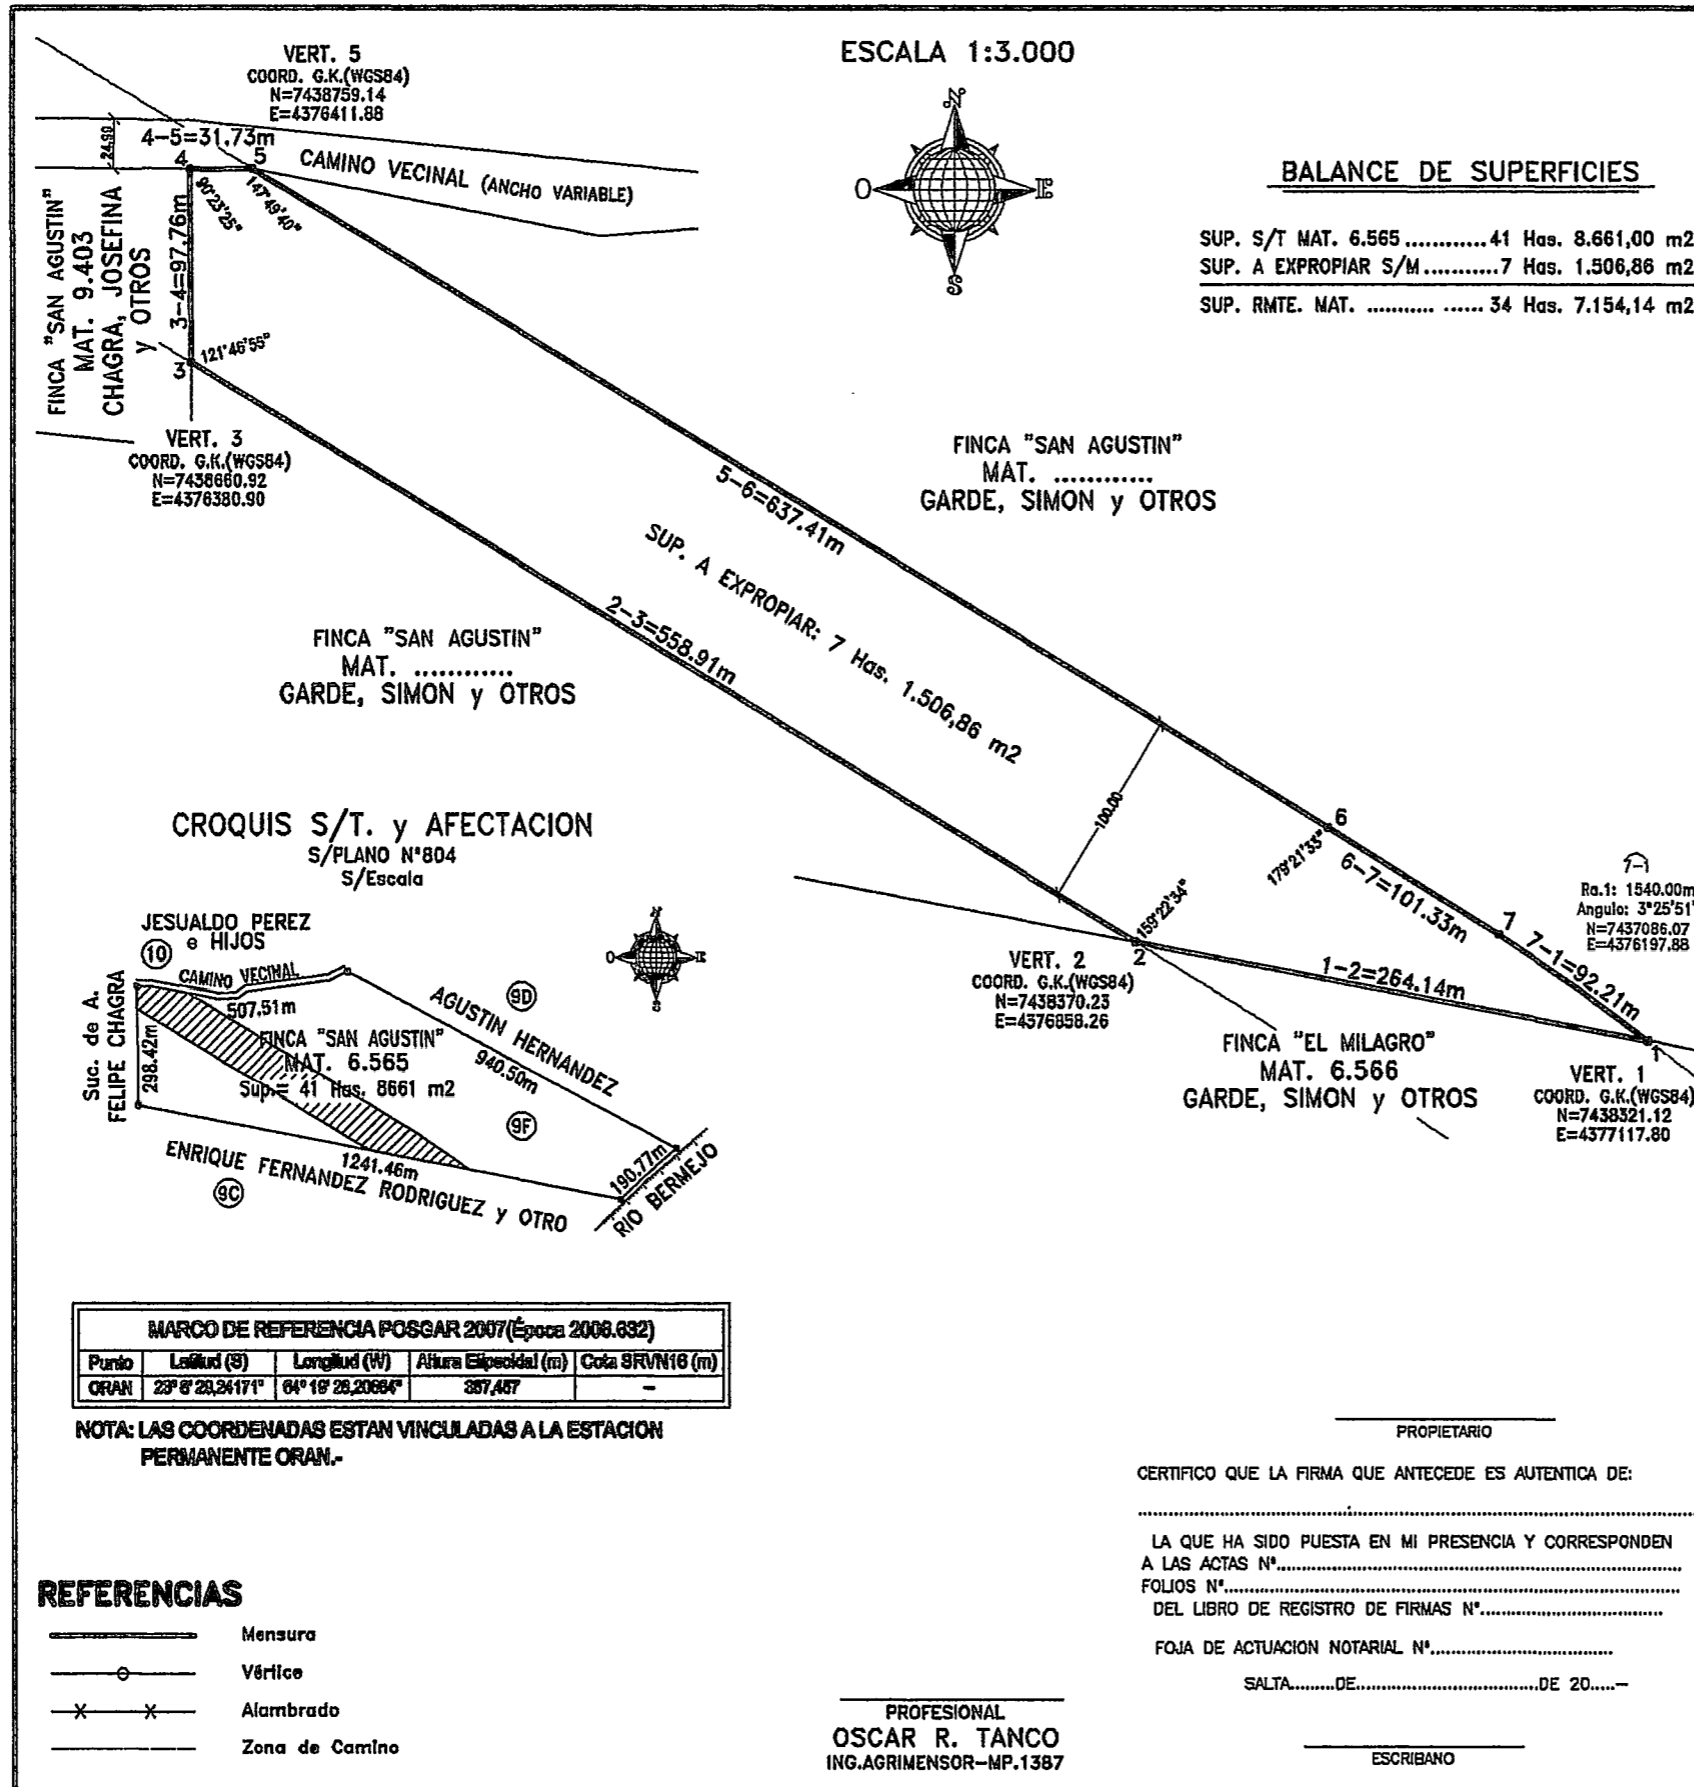 VERT. 5
COORD. G.K.(WGS84)
N=7438759.14
E=4376411.88
ESCALA 1:3.000
N
O
E
S
BALANCE DE SUPERFICIES
SUP. S/T MAT. 6.565............41 Has. 8.661,00 m2
SUP. A EXPROPIAR S/M...........7 Has. 1.506,86 m2
SUP. RMTE. MAT. ........... ...... 34 Has. 7.154,14 m2
24,90
4-5=31,73m
4
5
CAMINO VECINAL (ANCHO VARIABLE)
90°23'25"
147°49'40"
FINCA "SAN AGUSTIN"
MAT. 9.403
CHAGRA, JOSEFINA
y OTROS
3-4=97.76m
3
121°46'55"
VERT. 3
COORD. G.K.(WGS84)
N=7438660.92
E=4376380.90
5-6=637.41m
FINCA "SAN AGUSTIN"
MAT. ............
GARDE, SIMON y OTROS
SUP. A EXPROPIAR: 7 Has. 1.506,86 m2
2-3=558.91m
FINCA "SAN AGUSTIN"
MAT. ............
GARDE, SIMON y OTROS
100.00
6
179°21'33"
6-7=101.33m
7
7-1
Ra.1: 1540.00m
Angulo: 3°25'51"
N=7437086.07
E=4376197.88
7-1=92.21m
159°22'34"
2
1-2=264.14m
1
VERT. 2
COORD. G.K.(WGS84)
N=7438370.23
E=4376858.26
FINCA "EL MILAGRO"
MAT. 6.566
GARDE, SIMON y OTROS
VERT. 1
COORD. G.K.(WGS84)
N=7438321.12
E=4377117.80
CROQUIS S/T. y AFECTACION
S/PLANO N°804
S/Escala
JESUALDO PEREZ
e HIJOS
10
CAMINO VECINAL
507,51m
N
O
E
S
Suc. de A.
FELIPE CHAGRA
298.42m
FINCA "SAN AGUSTIN"
MAT. 6.565
Sup.= 41 Has. 8661 m2
9D
AGUSTIN HERNANDEZ
940.50m
9F
ENRIQUE FERNANDEZ RODRIGUEZ y OTRO
1241.46m
9C
190.77m
RIO BERMEJO
MARCO DE REFERENCIA POSGAR 2007(Época 2006.632)
Punto Latitud (S) Longitud (W) Altura Elipsoidal (m) Cota SRVN16 (m)
ORAN -
NOTA: LAS COORDENADAS ESTAN VINCULADAS A LA ESTACION
PERMANENTE ORAN.-
PROPIETARIO
CERTIFICO QUE LA FIRMA QUE ANTECEDE ES AUTENTICA DE:
LA QUE HA SIDO PUESTA EN MI PRESENCIA Y CORRESPONDEN
A LAS ACTAS N°..........
FOLIOS N°..........
DEL LIBRO DE REGISTRO DE FIRMAS N°..........
FOJA DE ACTUACION NOTARIAL N°..........
SALTA.........DE..........DE 20.....-
ESCRIBANO
REFERENCIAS
Mensura
Vértice
Alambrado
Zona de Camino
PROFESIONAL
OSCAR R. TANCO
ING.AGRIMENSOR-MP.1387